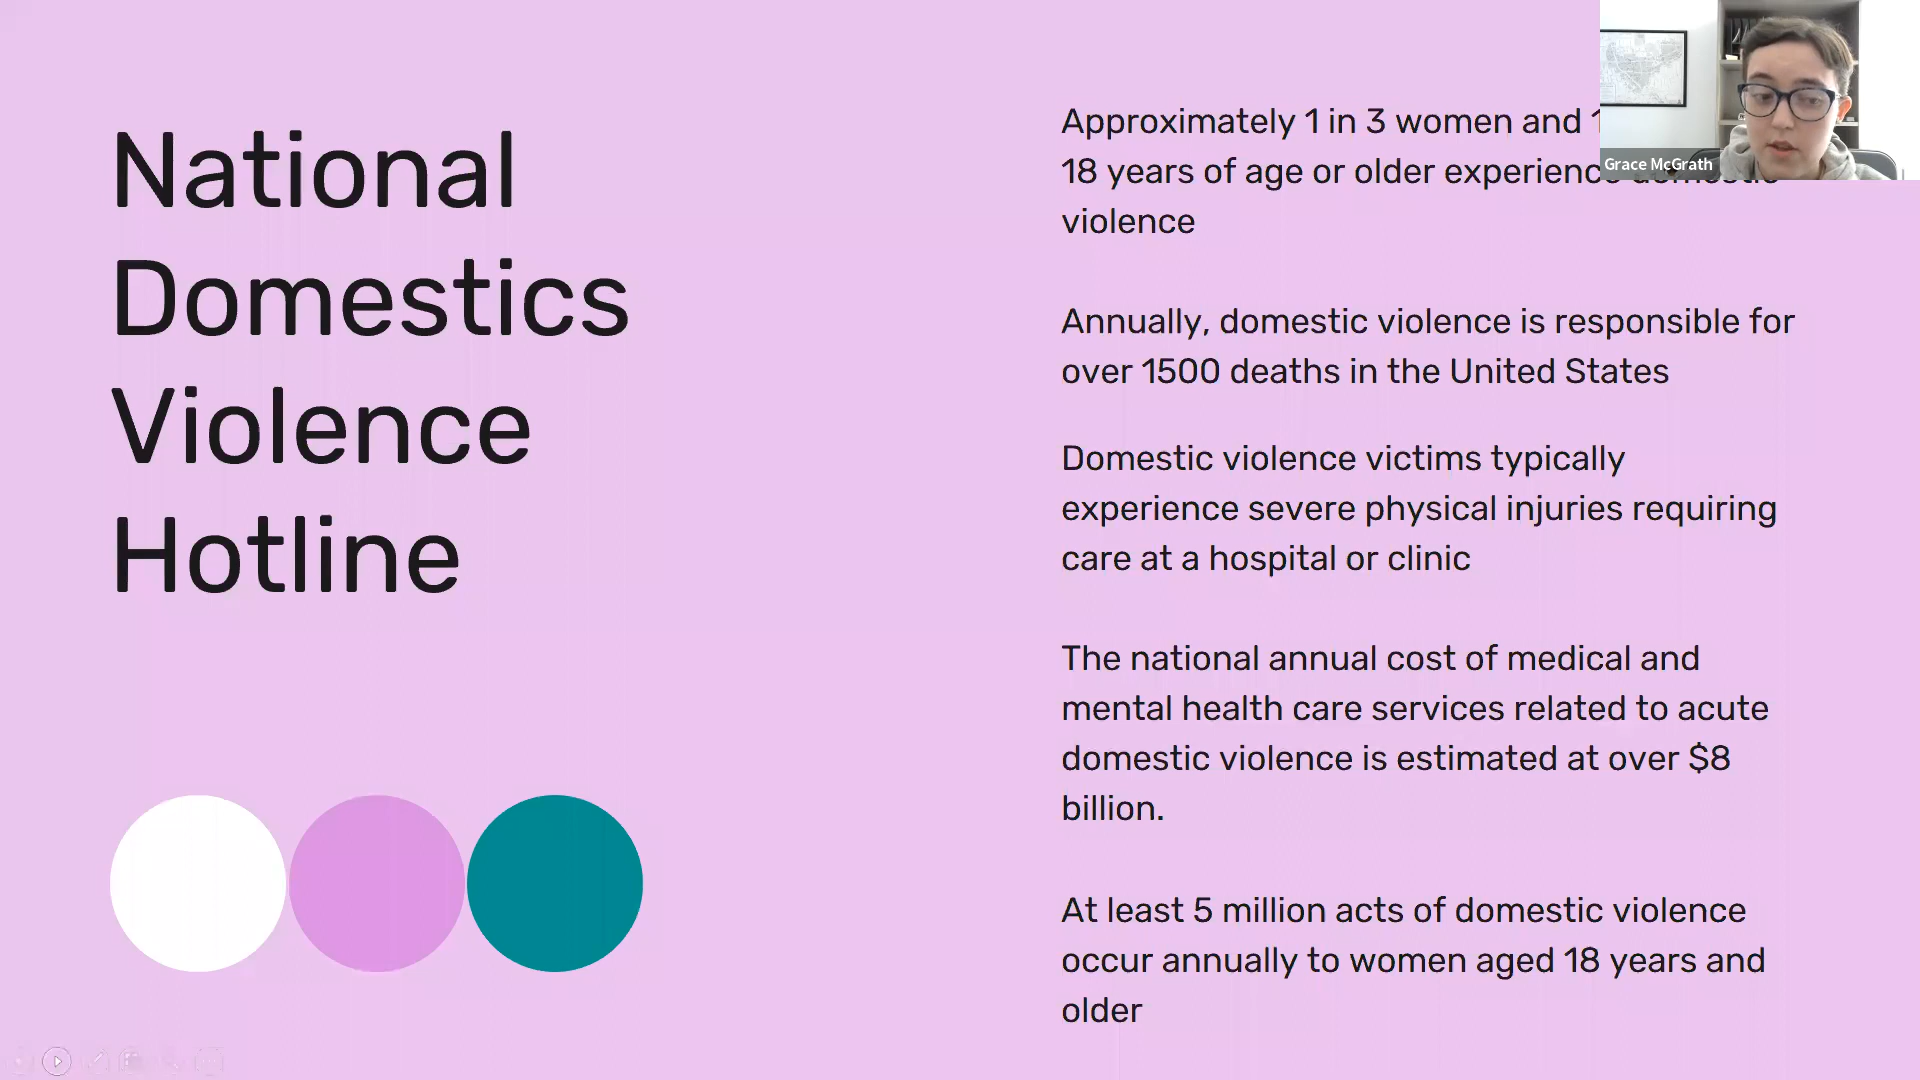 National
Domestics
Violence
Hotline
Approximately 1 in 3 women and
18 years of age or older experience domestic
violence
Annually, domestic violence is responsible for
over 1500 deaths in the United States
Domestic violence victims typically
experience severe physical injuries requiring
care at a hospital or clinic
The national annual cost of medical and
mental health care services related to acute
domestic violence is estimated at over $8
billion.
At least 5 million acts of domestic violence
occur annually to women aged 18 years and
older
Grace McGrath